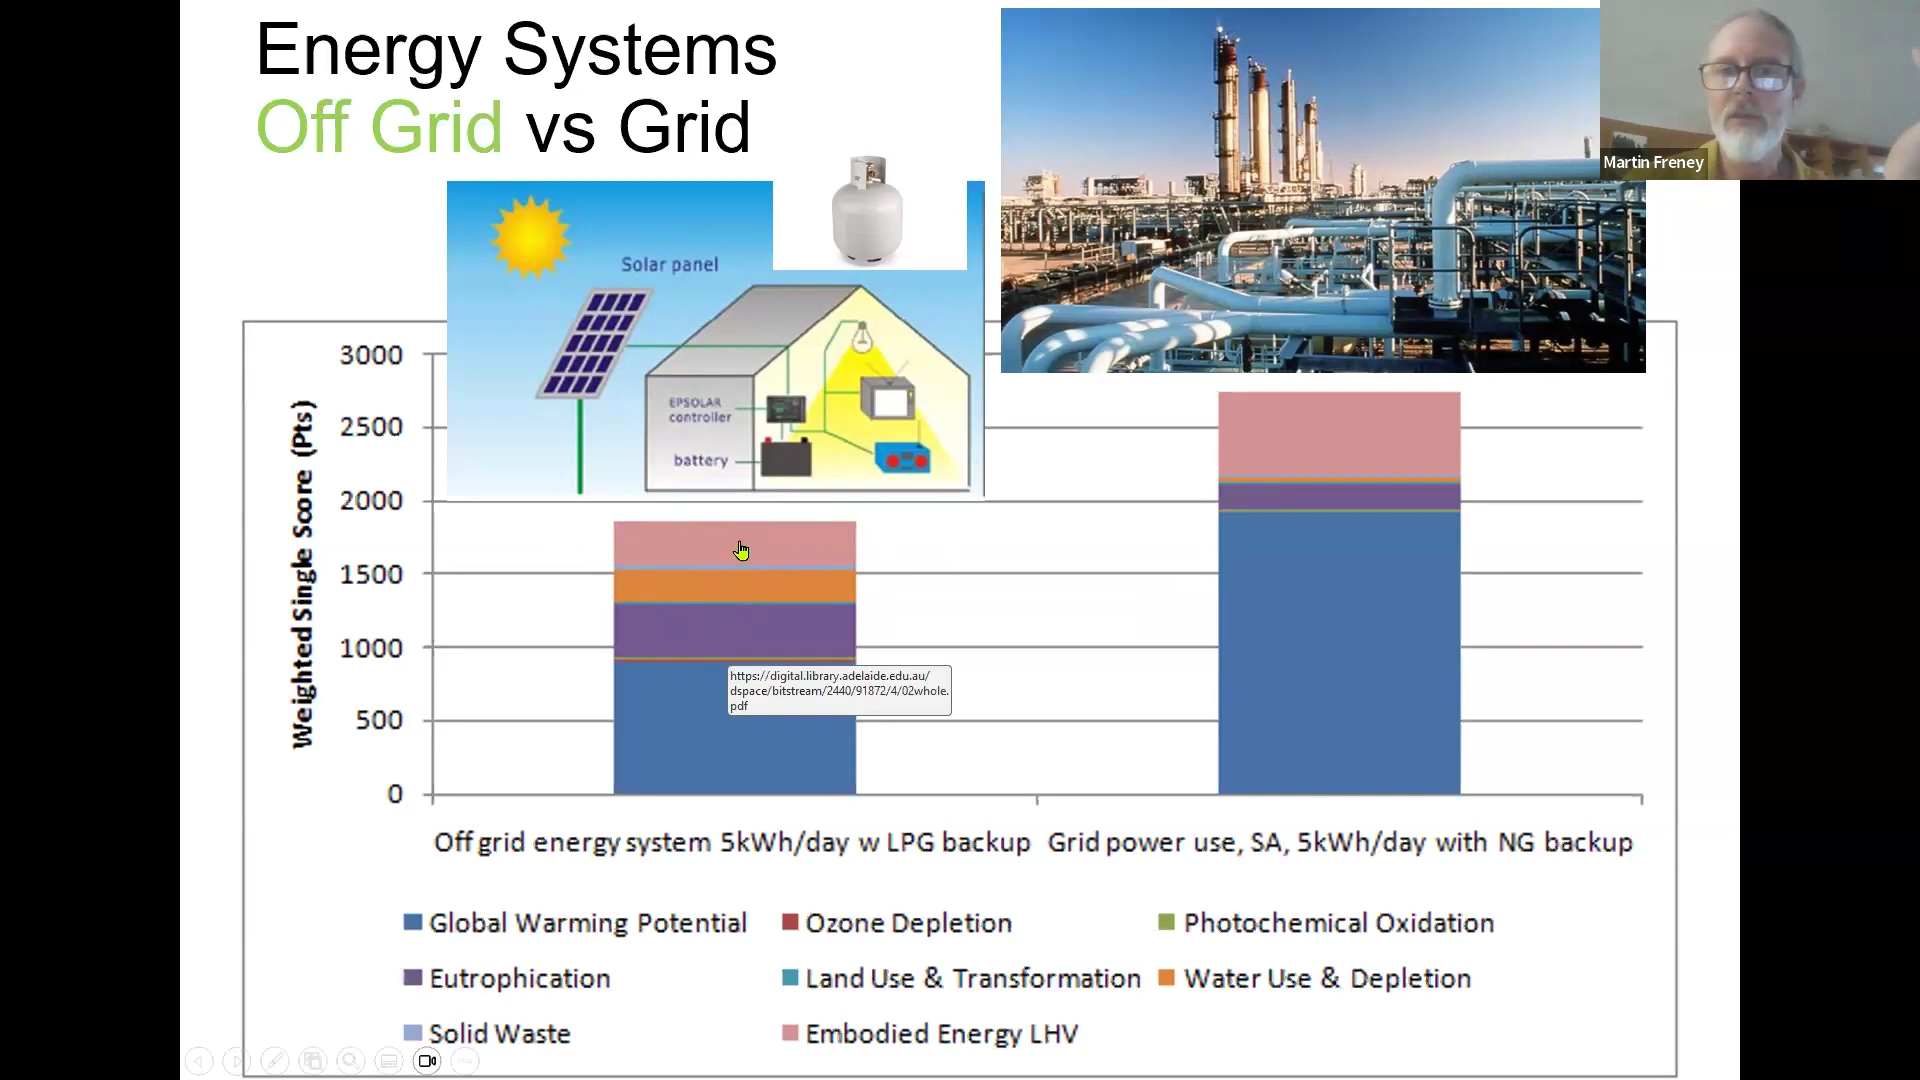 Energy Systems
Off Grid vs Grid
Martin Freney
Solar panel
EPSOLAR
controller
battery
3000
2500
2000
1500
1000
500
0
Weighted Single Score (Pts)
https://digital.library.adelaide.edu.au/
dspace/bitstream/2440/91872/4/02whole.
pdf
Off grid energy system 5kWh/day w LPG backup
Grid power use, SA, 5kWh/day with NG backup
Global Warming Potential
Ozone Depletion
Photochemical Oxidation
Eutrophication
Land Use & Transformation
Water Use & Depletion
Solid Waste
Embodied Energy LHV